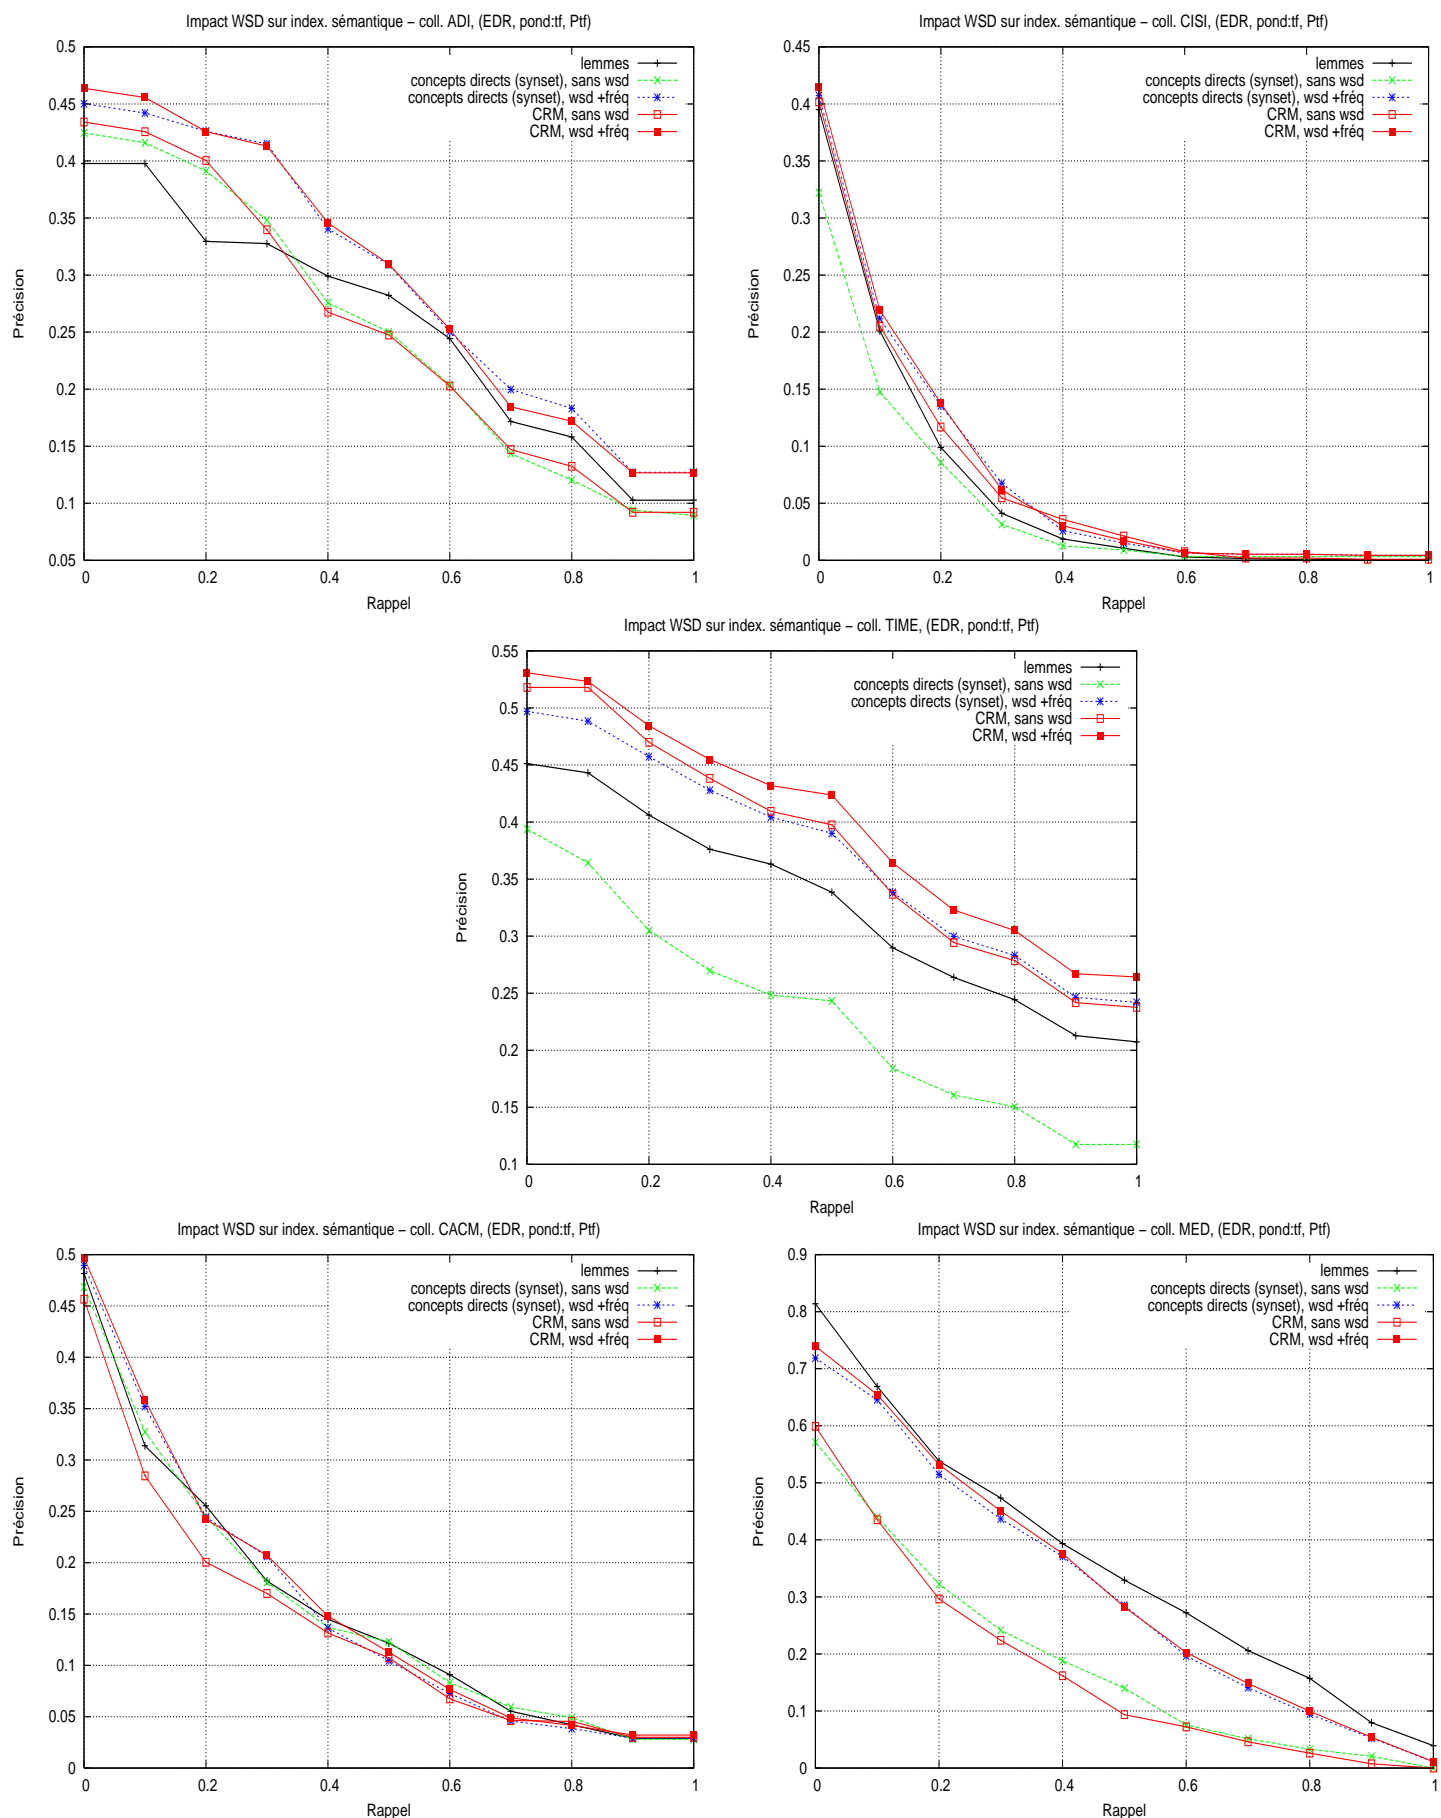 Impact WSD sur index. sémantique – coll. ADI, (EDR, pond:tf, Ptf)
0.5
0.45
0.4
0.35
0.3
0.25
0.2
0.15
0.1
0.05
Précision
lemmes
concepts directs (synset), sans wsd
concepts directs (synset), wsd +fréq
CRM, sans wsd
CRM, wsd +fréq
0 0.2 0.4 0.6 0.8 1
Rappel
Impact WSD sur index. sémantique – coll. CISI, (EDR, pond:tf, Ptf)
0.45
0.4
0.35
0.3
0.25
0.2
0.15
0.1
0.05
0
Précision
lemmes
concepts directs (synset), sans wsd
concepts directs (synset), wsd +fréq
CRM, sans wsd
CRM, wsd +fréq
0 0.2 0.4 0.6 0.8 1
Rappel
Impact WSD sur index. sémantique – coll. TIME, (EDR, pond:tf, Ptf)
0.55
0.5
0.45
0.4
0.35
0.3
0.25
0.2
0.15
0.1
Précision
lemmes
concepts directs (synset), sans wsd
concepts directs (synset), wsd +fréq
CRM, sans wsd
CRM, wsd +fréq
0 0.2 0.4 0.6 0.8 1
Rappel
Impact WSD sur index. sémantique – coll. CACM, (EDR, pond:tf, Ptf)
0.5
0.45
0.4
0.35
0.3
0.25
0.2
0.15
0.1
0.05
0
Précision
lemmes
concepts directs (synset), sans wsd
concepts directs (synset), wsd +fréq
CRM, sans wsd
CRM, wsd +fréq
0 0.2 0.4 0.6 0.8 1
Rappel
Impact WSD sur index. sémantique – coll. MED, (EDR, pond:tf, Ptf)
0.9
0.8
0.7
0.6
0.5
0.4
0.3
0.2
0.1
0
Précision
lemmes
concepts directs (synset), sans wsd
concepts directs (synset), wsd +fréq
CRM, sans wsd
CRM, wsd +fréq
0 0.2 0.4 0.6 0.8 1
Rappel